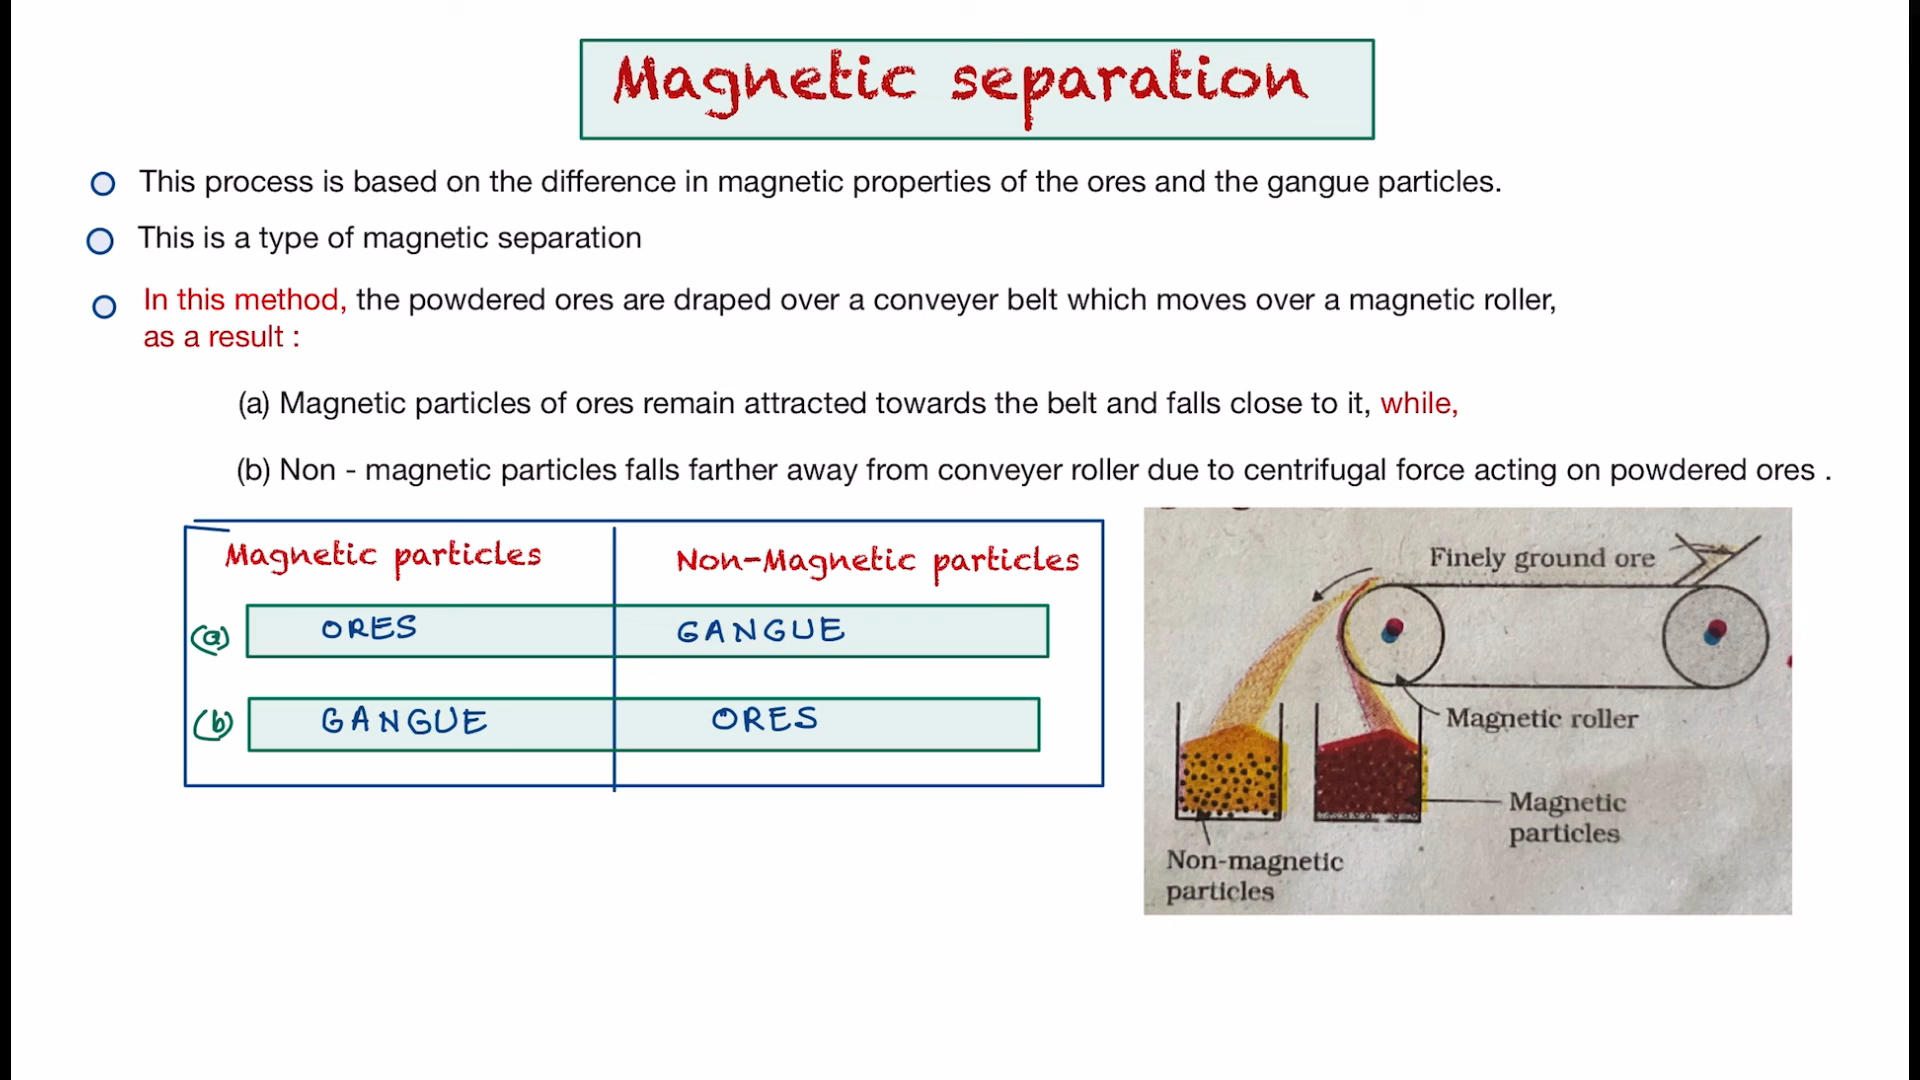 Magnetic separation
This process is based on the difference in magnetic properties of the ores and the gangue particles.
This is a type of magnetic separation
In this method, the powdered ores are draped over a conveyer belt which moves over a magnetic roller,
as a result :
(a) Magnetic particles of ores remain attracted towards the belt and falls close to it, while,
(b) Non - magnetic particles falls farther away from conveyer roller due to centrifugal force acting on powdered ores .
Magnetic particles Non-Magnetic particles
(a) ORES GANGUE
(b) GANGUE ORES
Finely ground ore
Magnetic roller
Magnetic
particles
Non-magnetic
particles